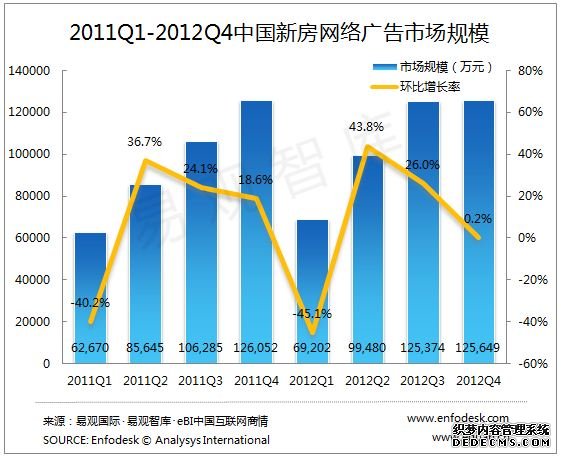 2011Q1-2012Q4中国新房网络广告市场规模
市场规模（万元）
环比增长率
140000
120000
100000
80000
60000
40000
20000
0
80%
60%
40%
20%
0%
-20%
-40%
-60%
-40.2%
36.7%
24.1%
18.6%
-45.1%
43.8%
26.0%
0.2%
62,670 85,645 106,285 126,052 69,202 99,480 125,374 125,649
2011Q1 2011Q2 2011Q3 2011Q4 2012Q1 2012Q2 2012Q3 2012Q4
易观智库
来源：易观国际·易观智库·eBI中国互联网商情
SOURCE: Enfodesk © Analysys International
www.enfodesk.com
织梦内容管理系统
DEDECMS.COM